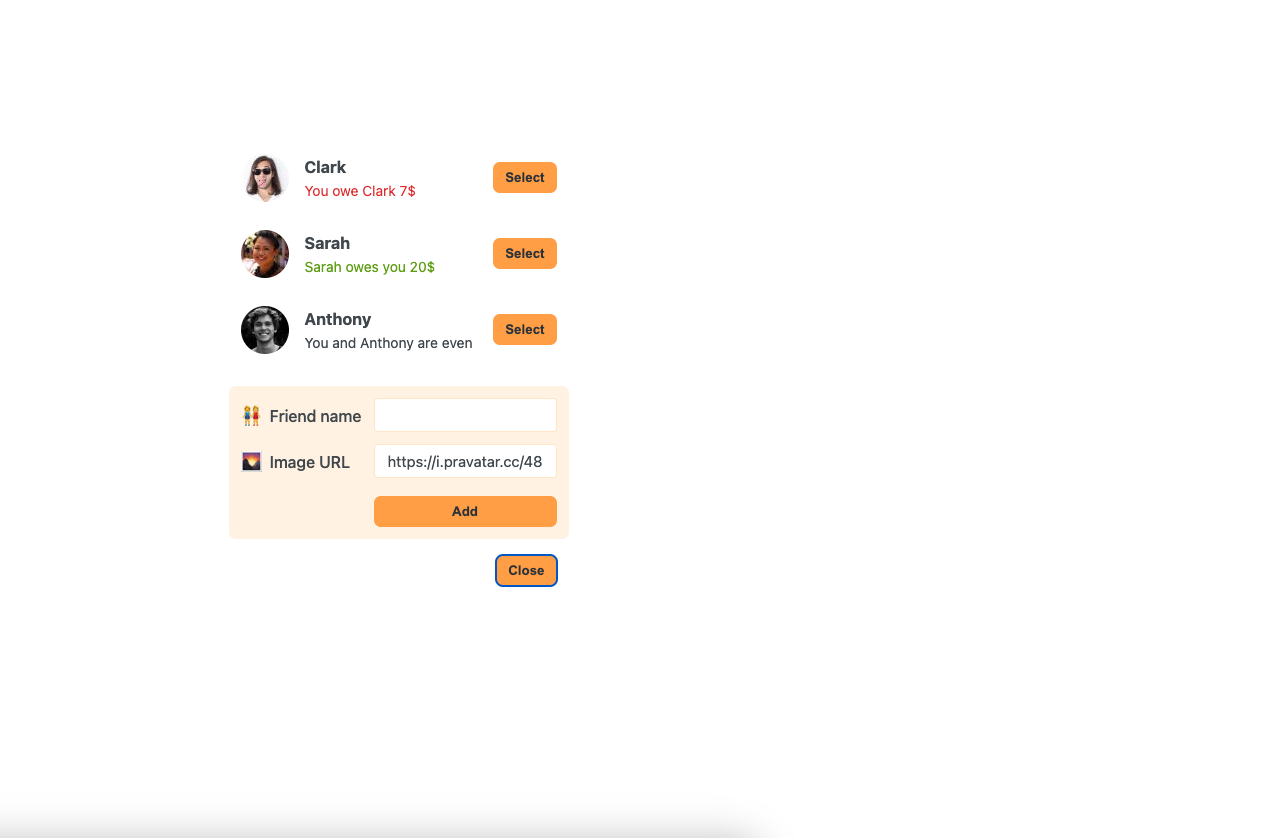 Clark
You owe Clark 7$
Select
Sarah
Sarah owes you 20$
Select
Anthony
You and Anthony are even
Select
Friend name
Image URL
https://i.pravatar.cc/48
Add
Close